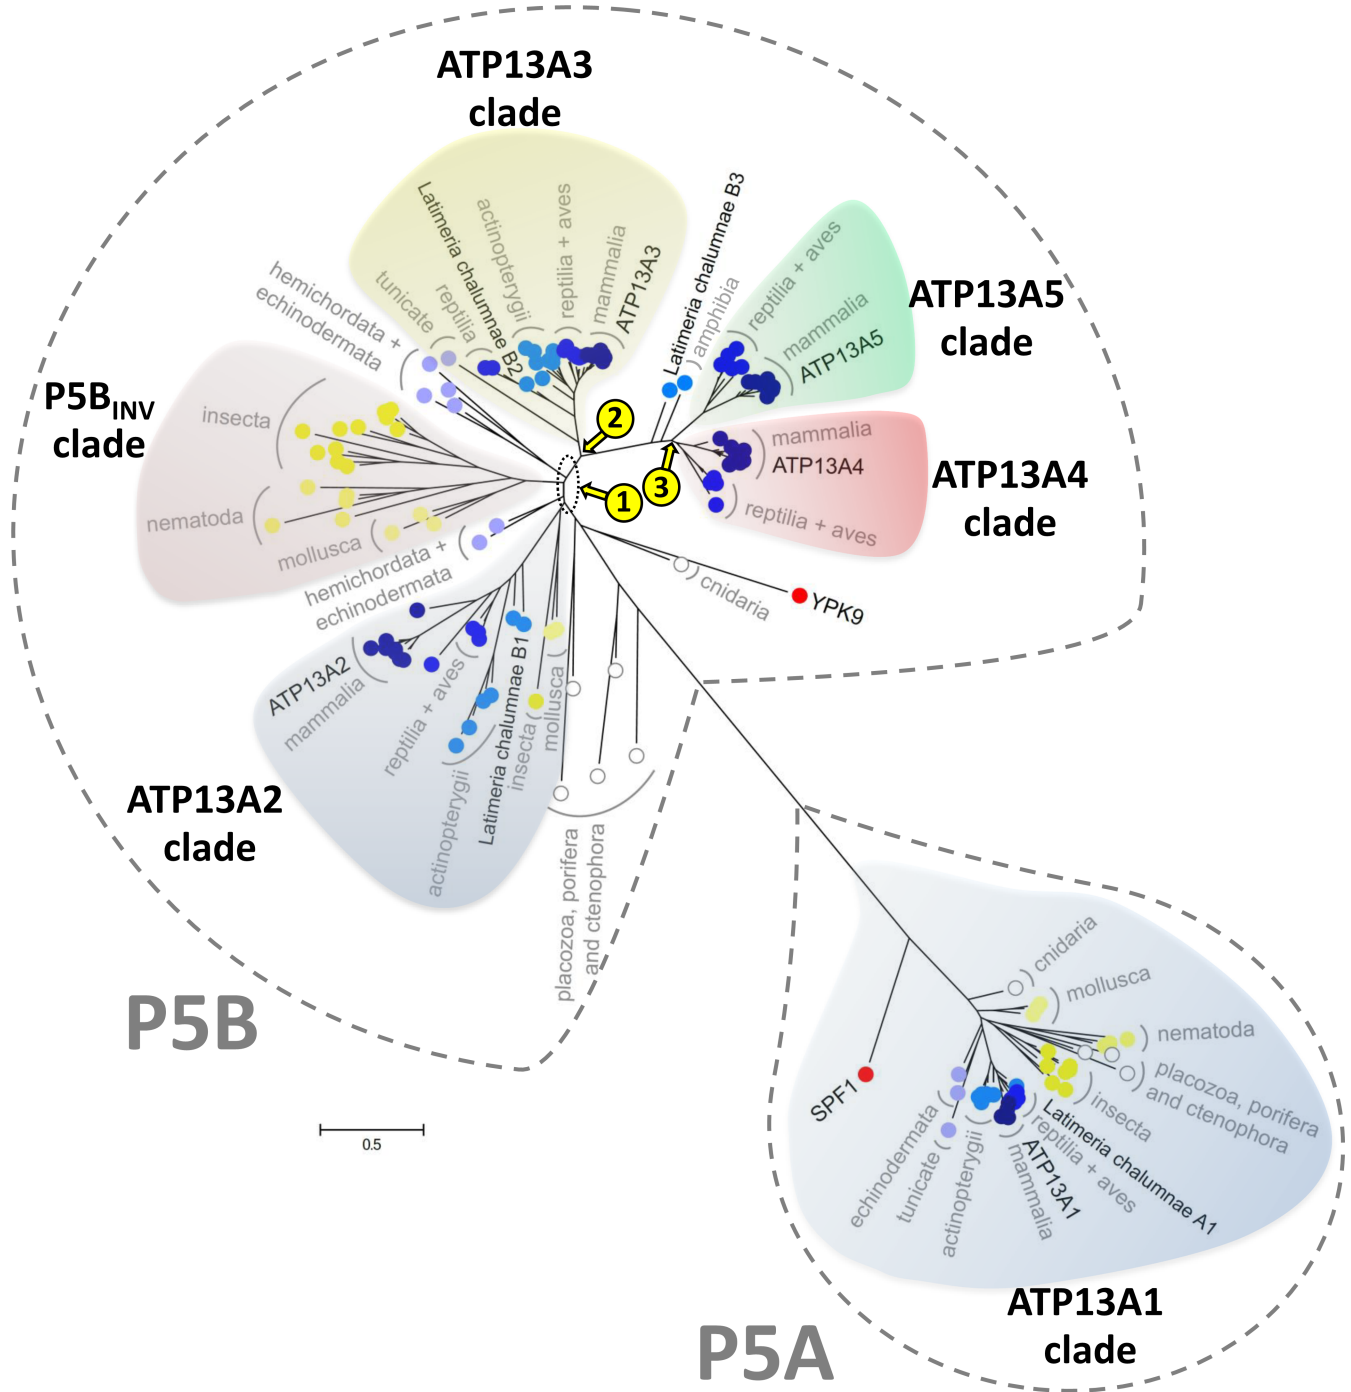 ATP13A3
clade
Latimeria chalumnae B2
actinopterygii
reptilia + aves
mammalia
ATP13A3
reptilia
tunicate
hemichordata +
echinodermata
Latimeria chalumnae B3
amphibia
reptilia + aves
mammalia
ATP13A5
ATP13A5
clade
P5BINV
clade
insecta
nematoda
mollusca
2
1
3
mammalia
ATP13A4
reptilia + aves
ATP13A4
clade
hemichordata +
echinodermata
cnidaria
YPK9
ATP13A2
mammalia
reptilia + aves
actinopterygii
Latimeria chalumnae B1
insecta
mollusca
ATP13A2
clade
placozoa, porifera
and ctenophora
P5B
0.5
cnidaria
mollusca
nematoda
placozoa, porifera
and ctenophora
insecta
Latimeria chalumnae A1
reptilia + aves
ATP13A1
mammalia
actinopterygii
tunicate
echinodermata
SPF1
ATP13A1
clade
P5A